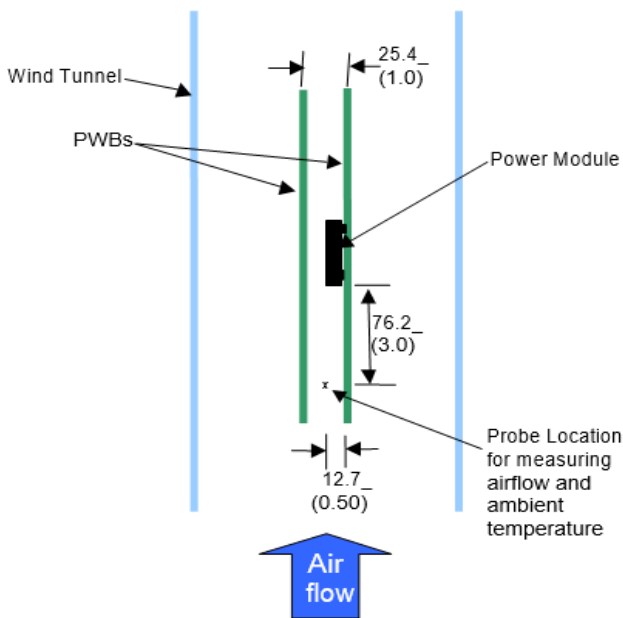 25.4_
(1.0)
Wind Tunnel
PWBs
Power Module
76.2_
(3.0)
x
Probe Location
for measuring
airflow and
ambient
temperature
12.7_
(0.50)
Air
flow